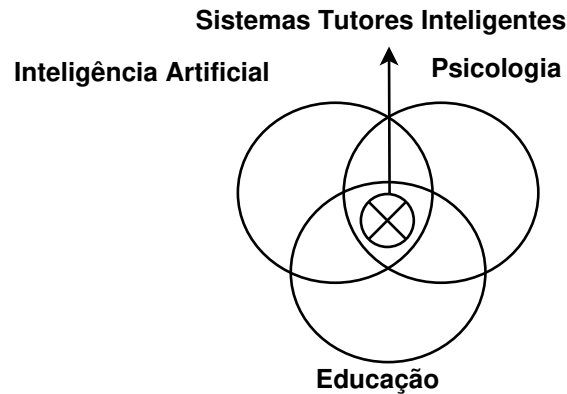 Sistemas Tutores Inteligentes
Inteligência Artificial
Psicologia
Educação